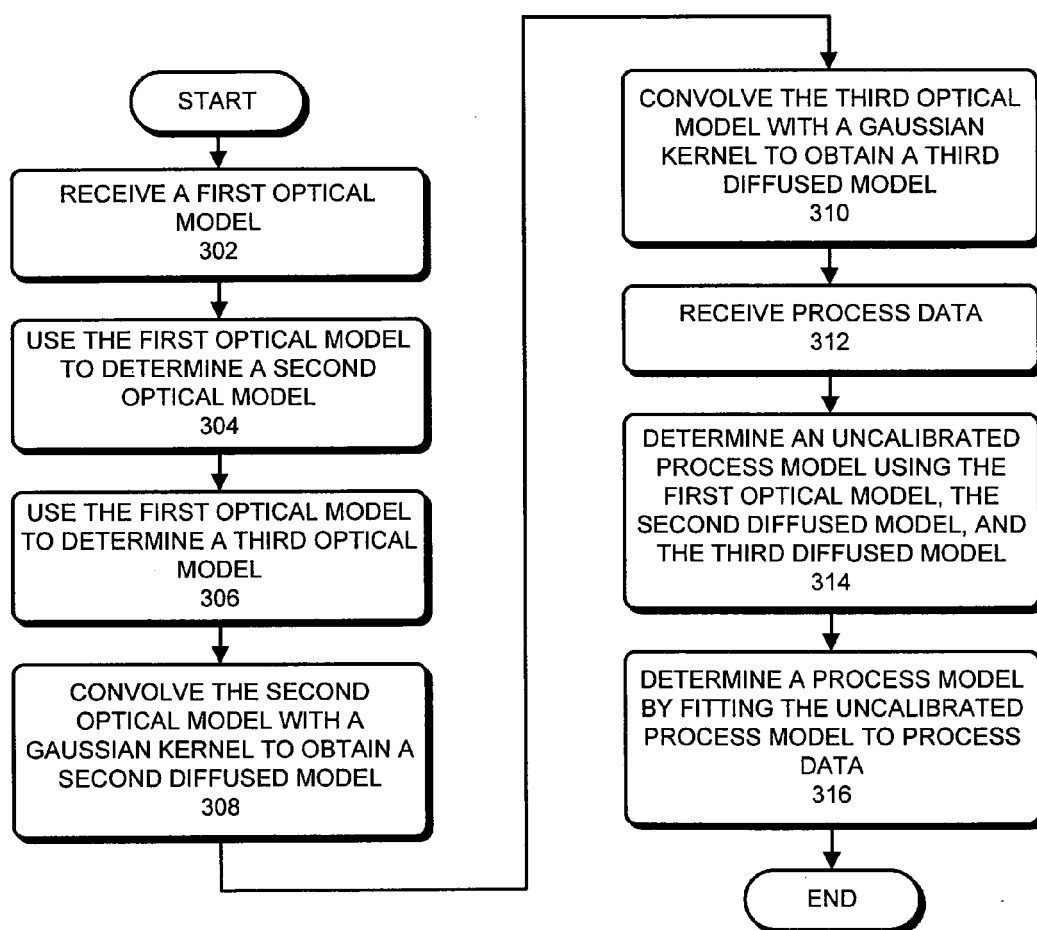 START
RECEIVE A FIRST OPTICAL
MODEL
302
USE THE FIRST OPTICAL MODEL
TO DETERMINE A SECOND
OPTICAL MODEL
304
USE THE FIRST OPTICAL MODEL
TO DETERMINE A THIRD OPTICAL
MODEL
306
CONVOLVE THE SECOND
OPTICAL MODEL WITH A
GAUSSIAN KERNEL TO OBTAIN A
SECOND DIFFUSED MODEL
308
CONVOLVE THE THIRD OPTICAL
MODEL WITH A GAUSSIAN
KERNEL TO OBTAIN A THIRD
DIFFUSED MODEL
310
RECEIVE PROCESS DATA
312
DETERMINE AN UNCALIBRATED
PROCESS MODEL USING THE
FIRST OPTICAL MODEL, THE
SECOND DIFFUSED MODEL, AND
THE THIRD DIFFUSED MODEL
314
DETERMINE A PROCESS MODEL
BY FITTING THE UNCALIBRATED
PROCESS MODEL TO PROCESS
DATA
316
END